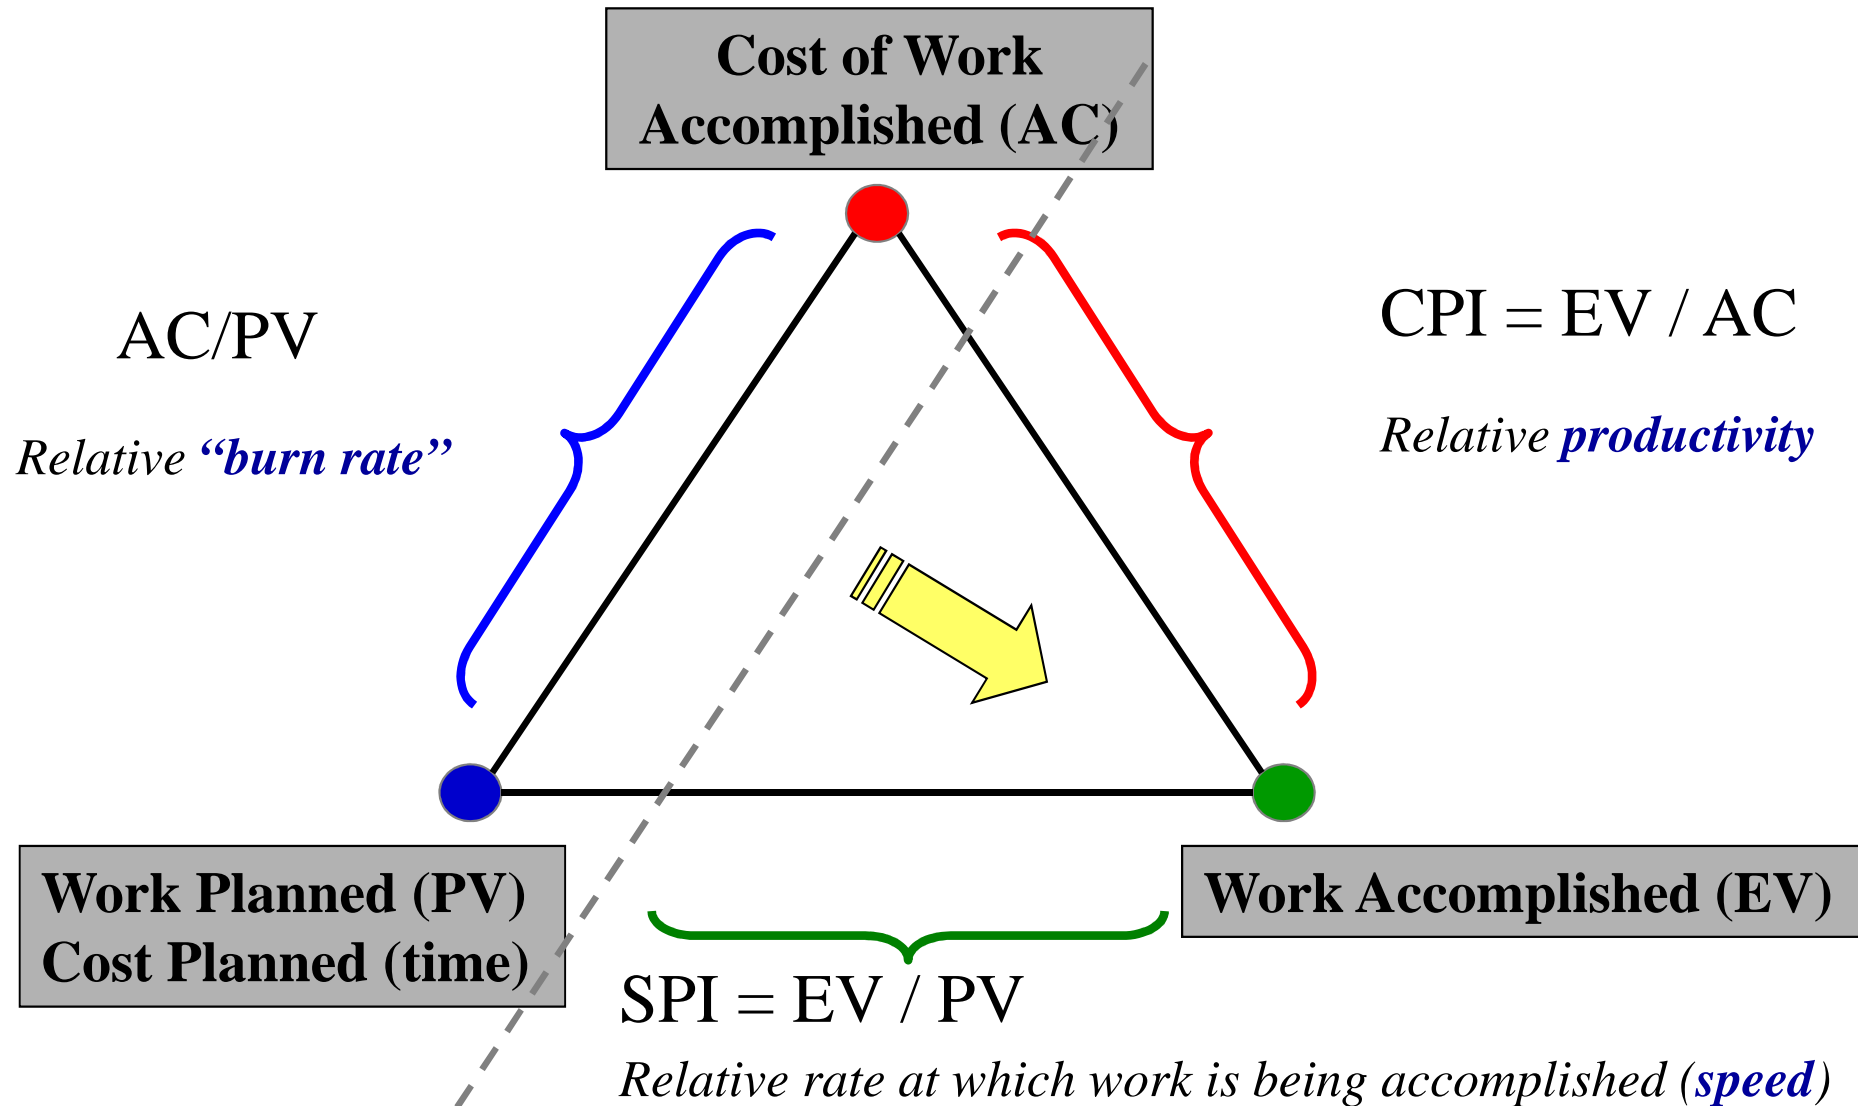 Cost of Work
Accomplished (AC)
AC/PV
Relative “burn rate”
CPI = EV / AC
Relative productivity
Work Planned (PV)
Cost Planned (time)
Work Accomplished (EV)
SPI = EV / PV
Relative rate at which work is being accomplished (speed)